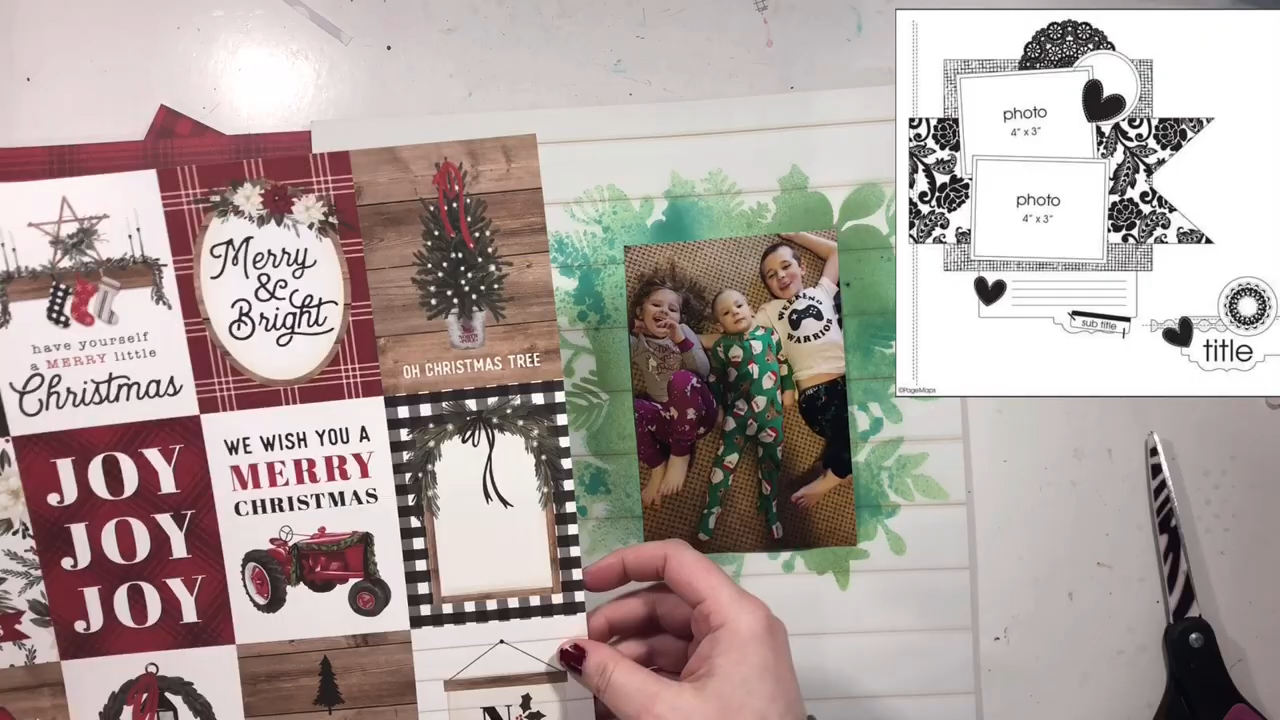 have yourself
a MERRY little
Christmas
Merry
&
Bright
OH CHRISTMAS TREE
JOY
JOY
JOY
WE WISH YOU A
MERRY
CHRISTMAS
WEEKEND
WARRIOR
photo
4" x 3"
photo
4" x 3"
sub title
title
©PageMaps